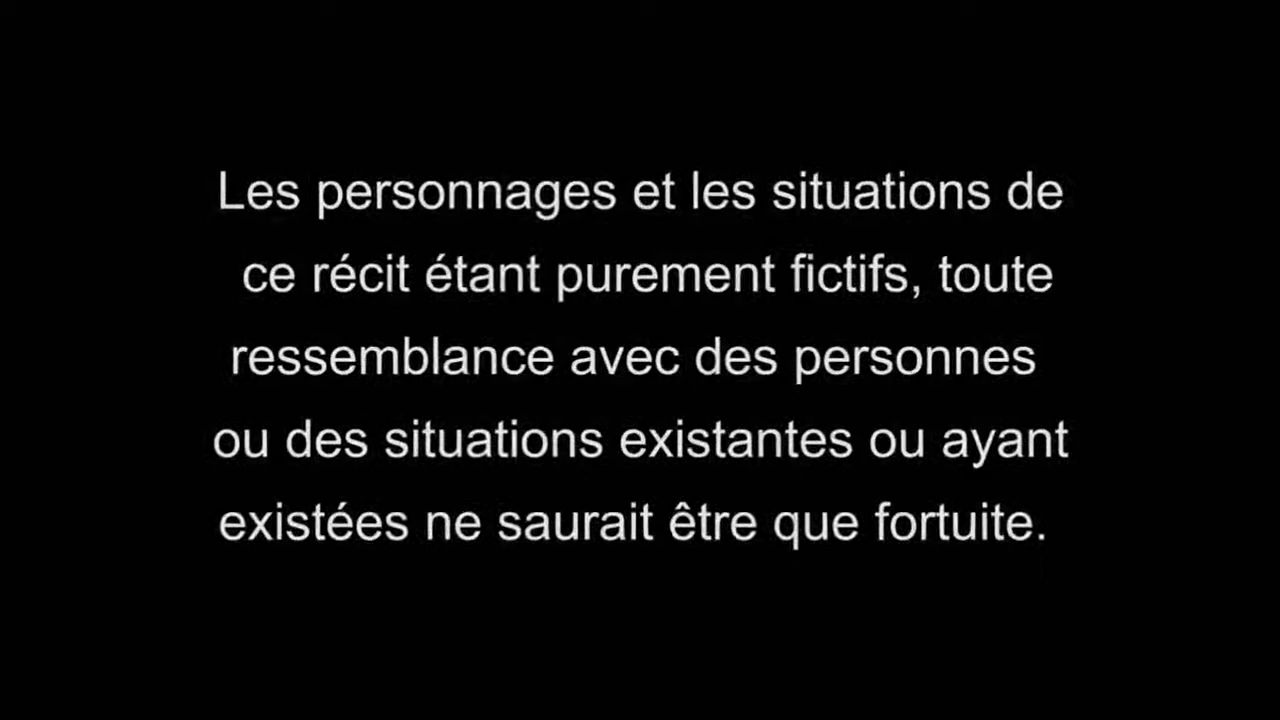 Les personnages et les situations de
ce récit étant purement fictifs, toute
ressemblance avec des personnes
ou des situations existantes ou ayant
existées ne saurait être que fortuite.